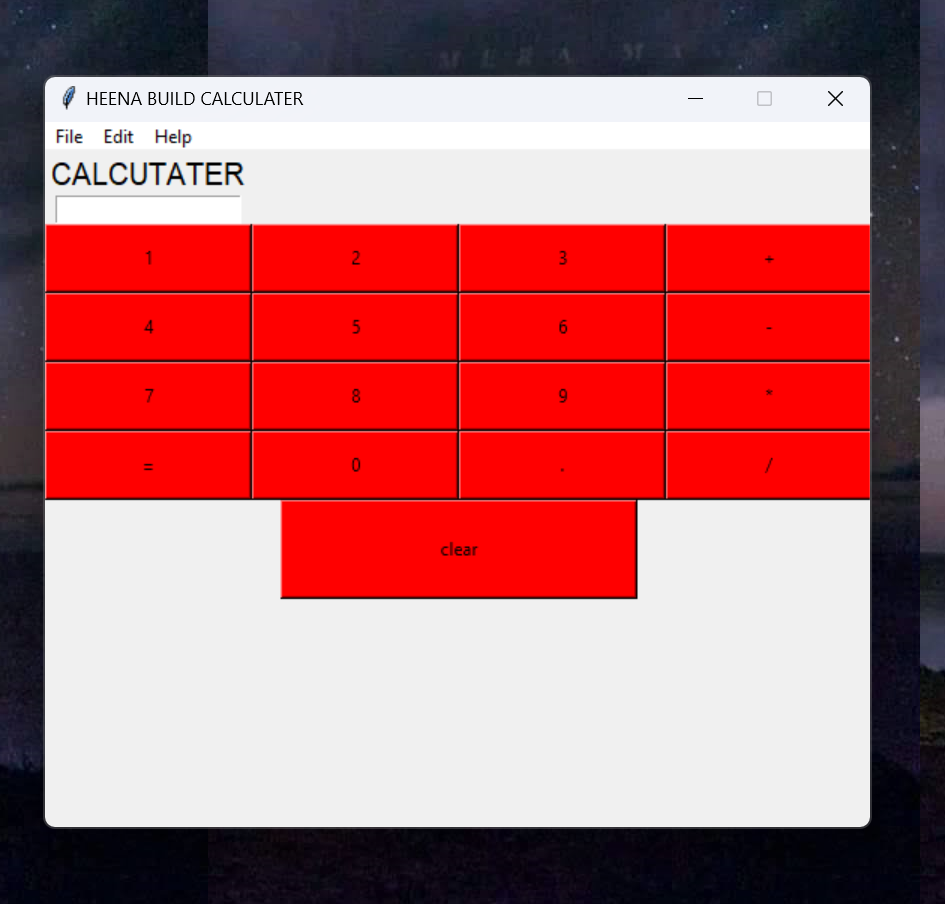 HEENA BUILD CALCULATER
File Edit Help
CALCUTATER
1 2 3 +
4 5 6 -
7 8 9 *
= 0 . /
clear